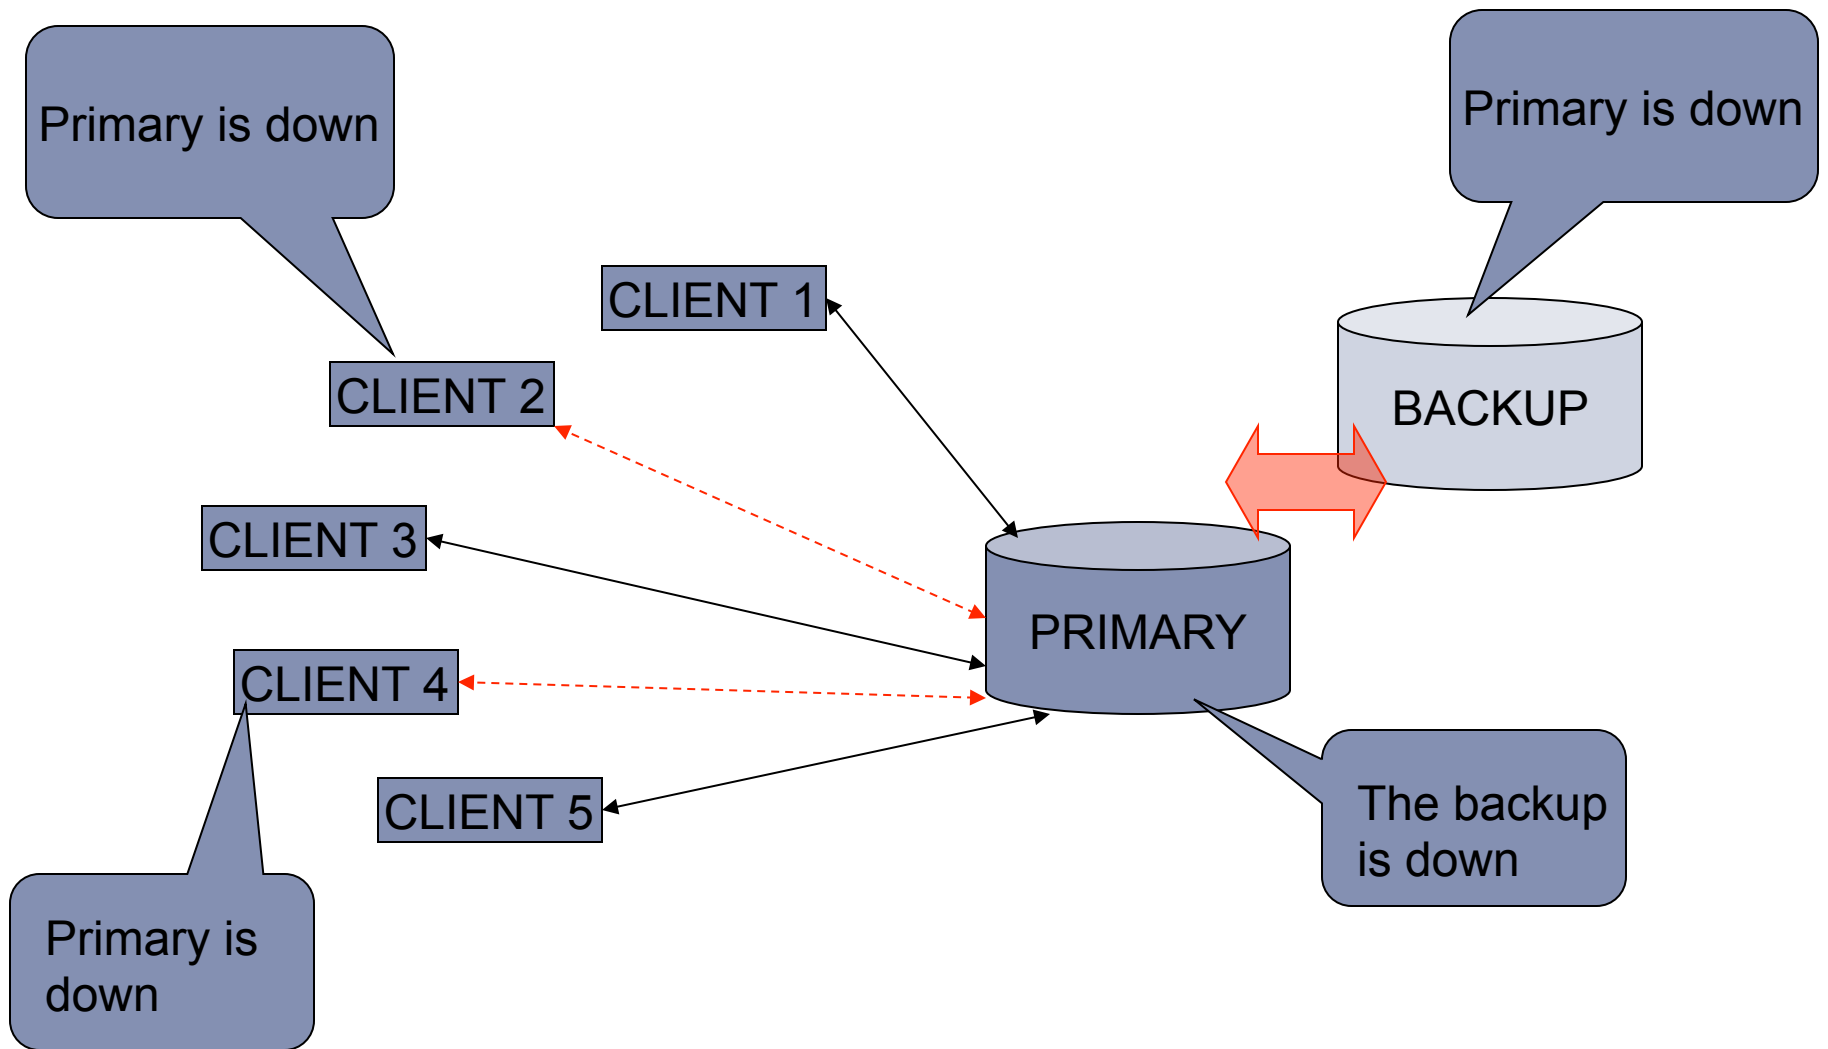 Primary is down
Primary is down
CLIENT 1
CLIENT 2
BACKUP
CLIENT 3
PRIMARY
CLIENT 4
CLIENT 5
The backup
is down
Primary is
down